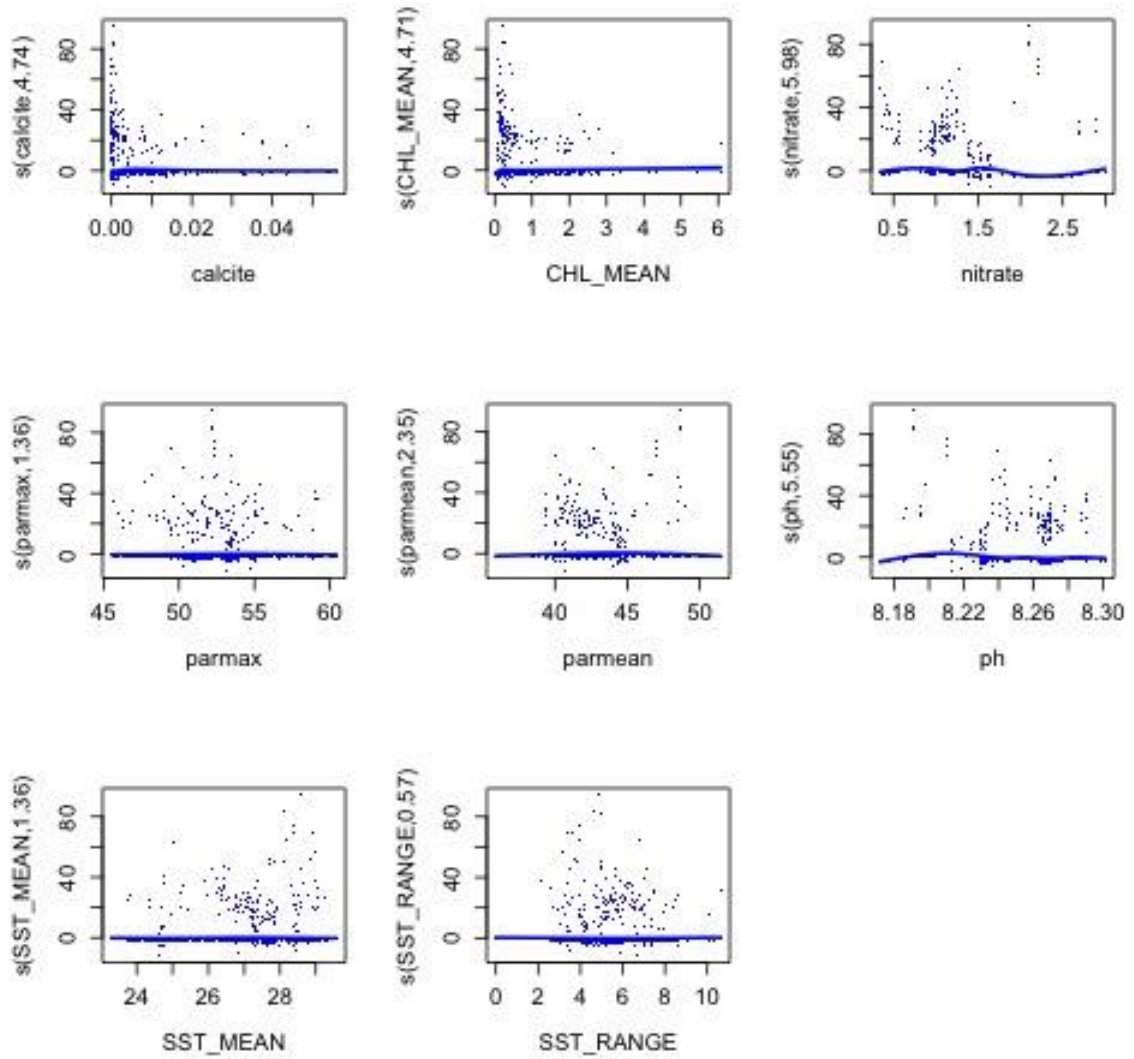 s(calcite,4.74)
0 40 80
0.00 0.02 0.04
calcite
s(CHL_MEAN,4.71)
0 40 80
0 1 2 3 4 5 6
CHL_MEAN
s(nitrate,5.98)
0 40 80
0.5 1.5 2.5
nitrate
s(parmax,1.36)
0 40 80
45 50 55 60
parmax
s(parmean,2.35)
0 40 80
40 45 50
parmean
s(ph,5.55)
0 40 80
8.18 8.22 8.26 8.30
ph
s(SST_MEAN,1.36)
0 40 80
24 26 28
SST_MEAN
s(SST_RANGE,0.57)
0 40 80
0 2 4 6 8 10
SST_RANGE